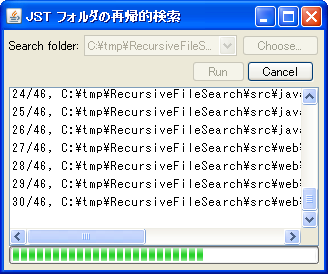 JST フォルダの再帰的検索
Search folder: C:¥tmp¥RecursiveFileS... Choose...
Run Cancel
24/46, C:¥tmp¥RecursiveFileSearch¥src¥java
25/46, C:¥tmp¥RecursiveFileSearch¥src¥java
26/46, C:¥tmp¥RecursiveFileSearch¥src¥java
27/46, C:¥tmp¥RecursiveFileSearch¥src¥web¥
28/46, C:¥tmp¥RecursiveFileSearch¥src¥web¥
29/46, C:¥tmp¥RecursiveFileSearch¥src¥web¥
30/46, C:¥tmp¥RecursiveFileSearch¥src¥web¥